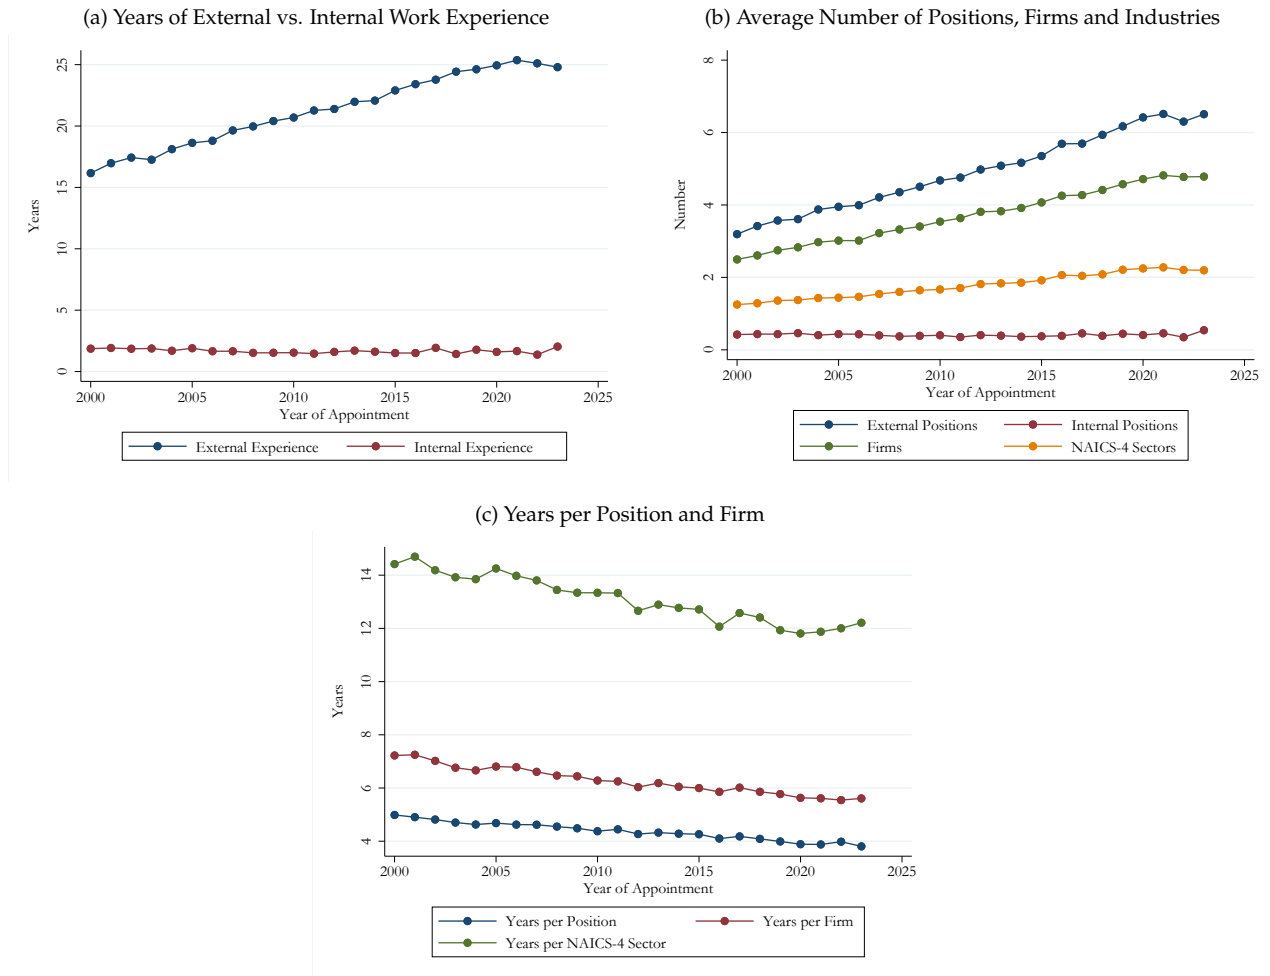 (a) Years of External vs. Internal Work Experience
25
20
15
10
5
0
Years
2000 2005 2010 2015 2020 2025
Year of Appointment
External Experience Internal Experience
(b) Average Number of Positions, Firms and Industries
8
6
4
2
0
Number
2000 2005 2010 2015 2020 2025
Year of Appointment
External Positions Internal Positions
Firms NAICS-4 Sectors
(c) Years per Position and Firm
14
12
10
8
6
4
Years
2000 2005 2010 2015 2020 2025
Year of Appointment
Years per Position Years per Firm
Years per NAICS-4 Sector